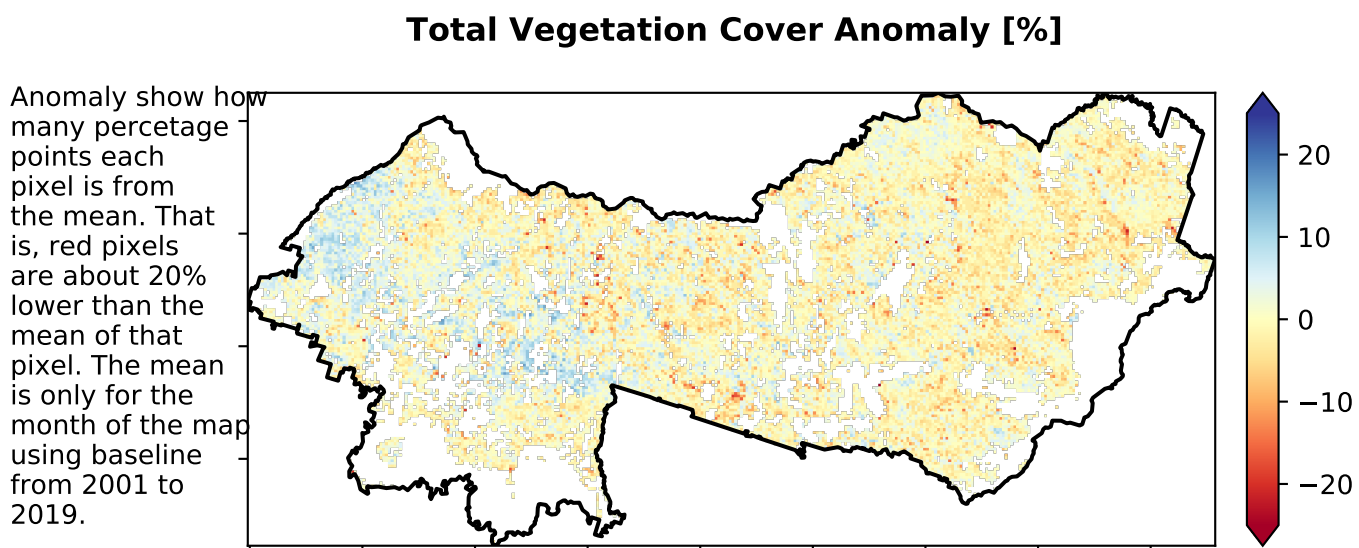 Total Vegetation Cover Anomaly [%]
Anomaly show how
many percetage
points each
pixel is from
the mean. That
is, red pixels
are about 20%
lower than the
mean of that
pixel. The mean
is only for the
month of the map
using baseline
from 2001 to
2019.
20
10
0
−10
−20